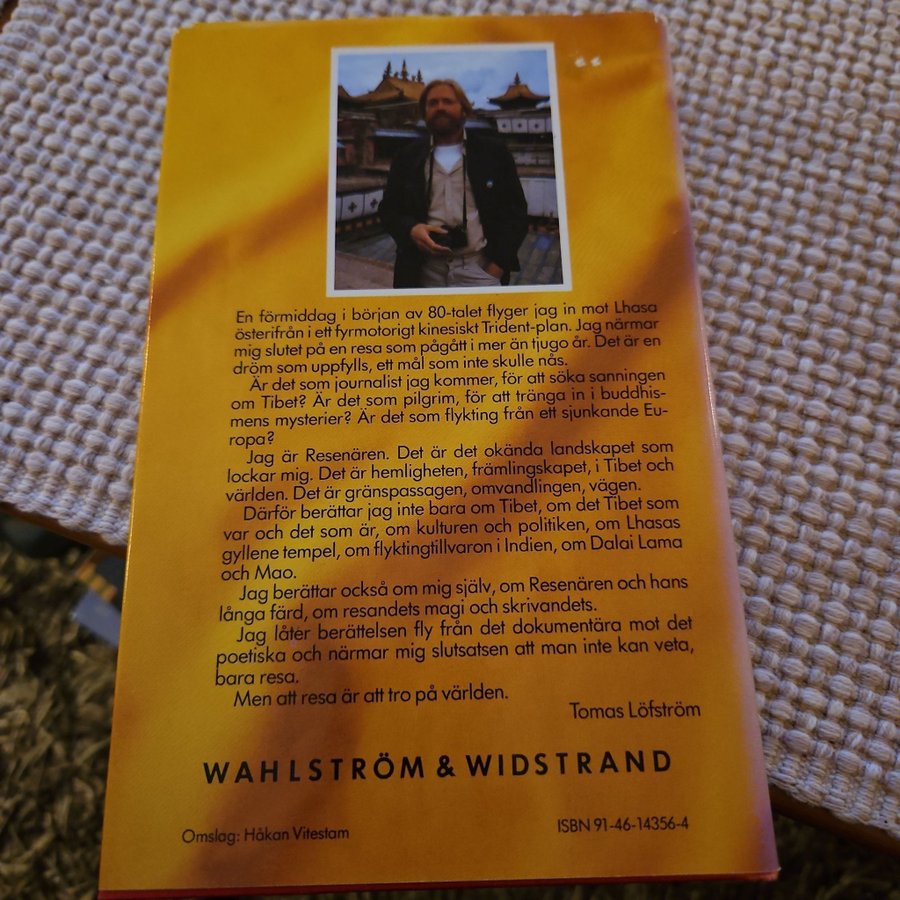 En förmiddag i början av 80-talet flyger jag in mot Lhasa
österifrån i ett fyrmotorigt kinesiskt Trident-plan. Jag närmar
mig slutet på en resa som pågått i mer än tjugo år. Det är en
dröm som uppfylls, ett mål som inte skulle nås.
Är det som journalist jag kommer, för att söka sanningen
om Tibet? Är det som pilgrim, för att tränga in i buddhis-
mens mysterier? Är det som flykting från ett sjunkande Eu-
ropa?
Jag är Resenären. Det är det okända landskapet som
lockar mig. Det är hemligheten, främlingskapet, i Tibet och
världen. Det är gränspassagen, omvandlingen, vägen.
Därför berättar jag inte bara om Tibet, om det Tibet som
var och det som är, om kulturen och politiken, om Lhasas
gyllene tempel, om flyktingtillvaron i Indien, om Dalai Lama
och Mao.
Jag berättar också om mig själv, om Resenären och hans
långa färd, om resandets magi och skrivandets.
Jag låter berättelsen fly från det dokumentära mot det
poetiska och närmar mig slutsatsen att man inte kan veta,
bara resa.
Men att resa är att tro på världen.
Tomas Löfström
WAHLSTRÖM & WIDSTRAND
Omslag: Håkan Vitestam
ISBN 91-46-14356-4